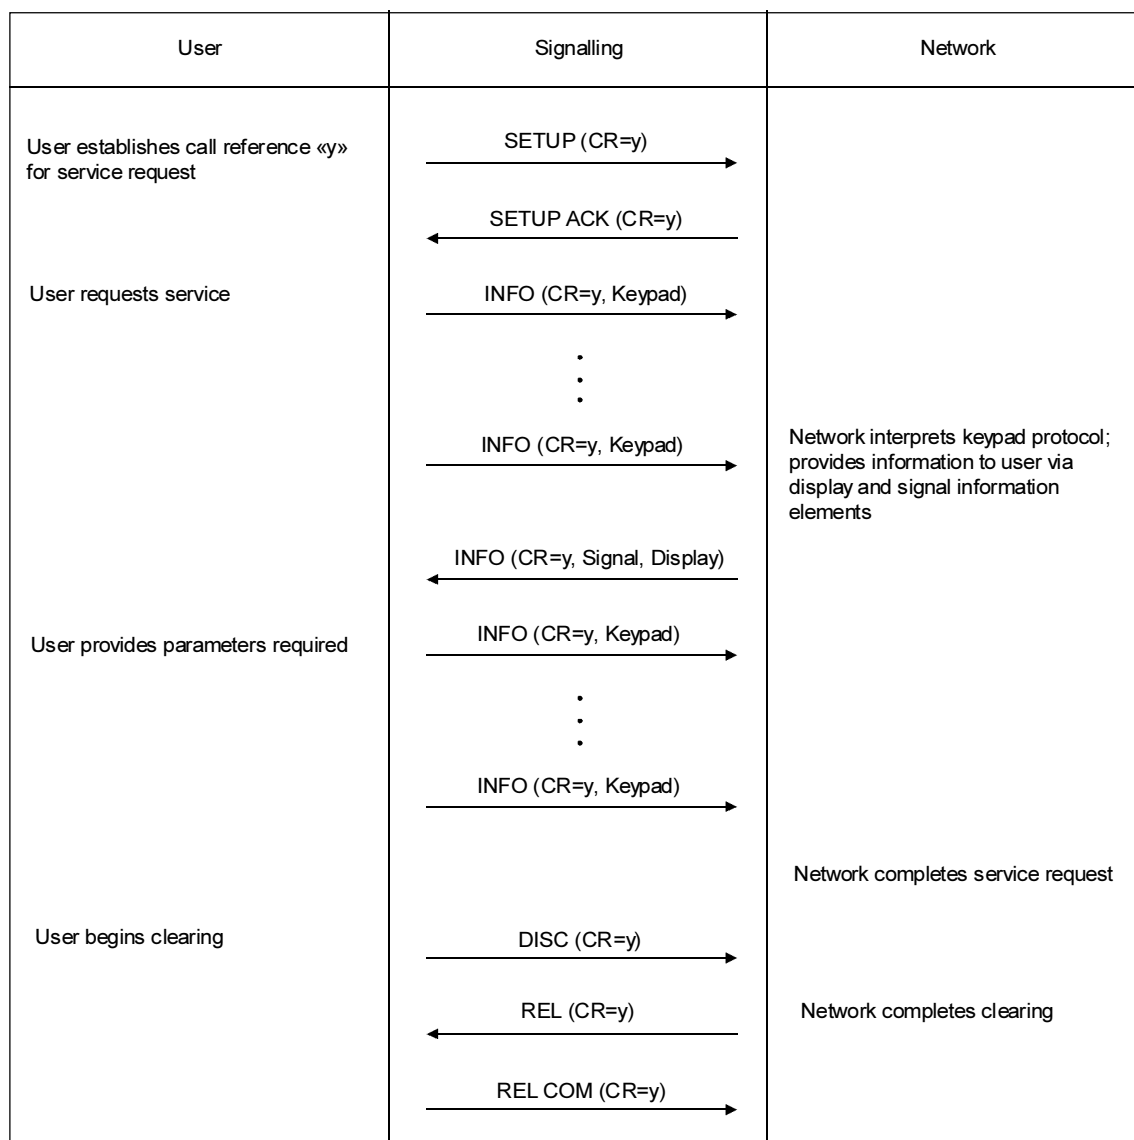 User
Signalling
Network
User establishes call reference «y»
for service request
SETUP (CR=y)
SETUP ACK (CR=y)
User requests service
INFO (CR=y, Keypad)
INFO (CR=y, Keypad)
Network interprets keypad protocol;
provides information to user via
display and signal information
elements
INFO (CR=y, Signal, Display)
User provides parameters required
INFO (CR=y, Keypad)
INFO (CR=y, Keypad)
Network completes service request
User begins clearing
DISC (CR=y)
REL (CR=y)
Network completes clearing
REL COM (CR=y)